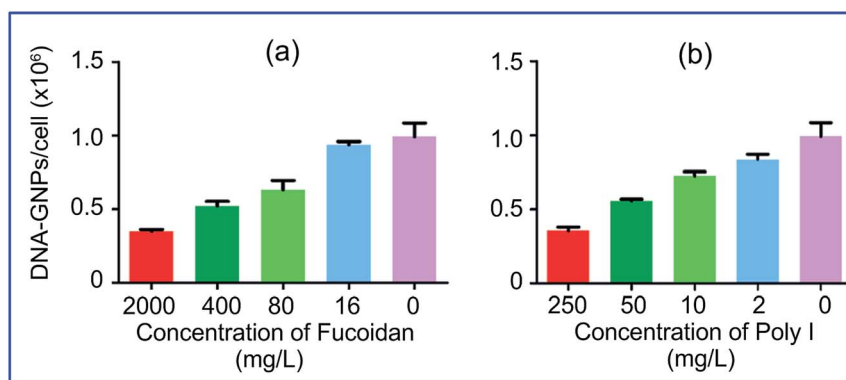 (a)
(b)
DNA-GNPs/cell (x10⁶)
1.5
1.0
0.5
0
2000 400 80 16 0
Concentration of Fucoidan
(mg/L)
1.5
1.0
0.5
0
250 50 10 2 0
Concentration of Poly I
(mg/L)